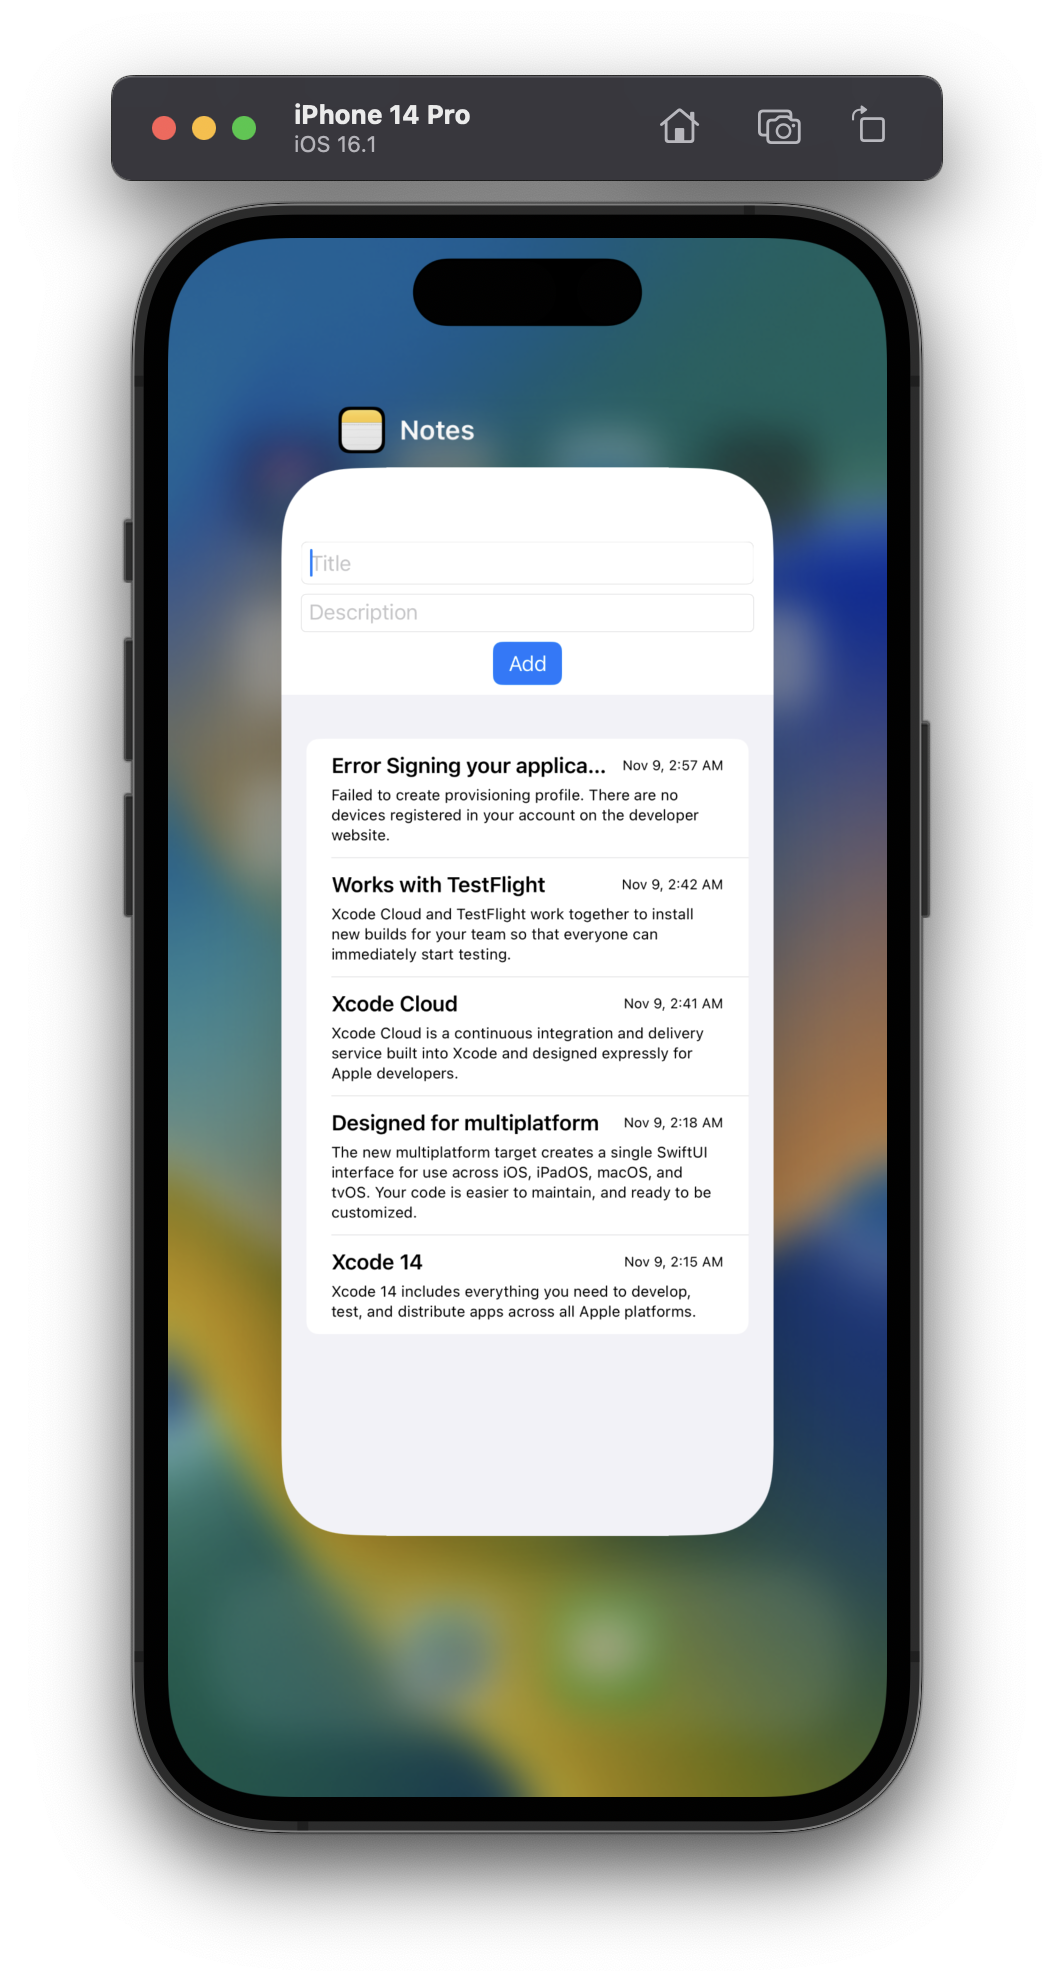 iPhone 14 Pro
iOS 16.1
Notes
Title
Description
Add
Error Signing your applica... Nov 9, 2:57 AM
Failed to create provisioning profile. There are no
devices registered in your account on the developer
website.
Works with TestFlight Nov 9, 2:42 AM
Xcode Cloud and TestFlight work together to install
new builds for your team so that everyone can
immediately start testing.
Xcode Cloud Nov 9, 2:41 AM
Xcode Cloud is a continuous integration and delivery
service built into Xcode and designed expressly for
Apple developers.
Designed for multiplatform Nov 9, 2:18 AM
The new multiplatform target creates a single SwiftUI
interface for use across iOS, iPadOS, macOS, and
tvOS. Your code is easier to maintain, and ready to be
customized.
Xcode 14 Nov 9, 2:15 AM
Xcode 14 includes everything you need to develop,
test, and distribute apps across all Apple platforms.